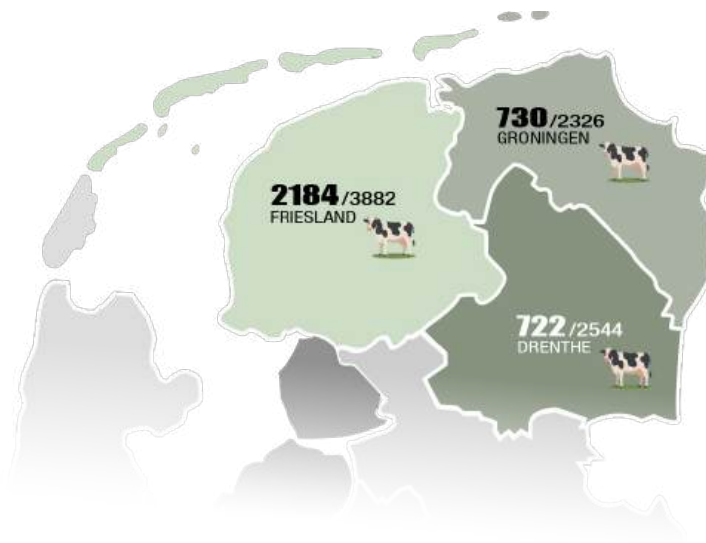 730/2326
GRONINGEN
2184/3882
FRIESLAND
722/2544
DRENTHE